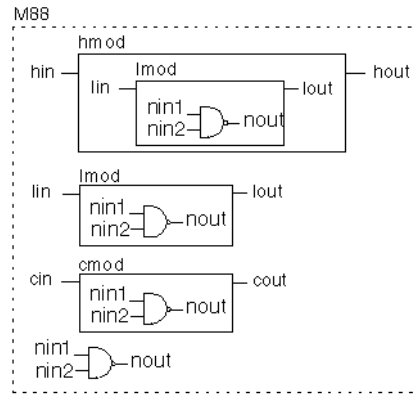 M88
hmod
hin lmod hout
lin lout
nin1
nin2 nout
lmod
lin lout
nin1
nin2 nout
cmod
cin cout
nin1
nin2 nout
nin1
nin2 nout